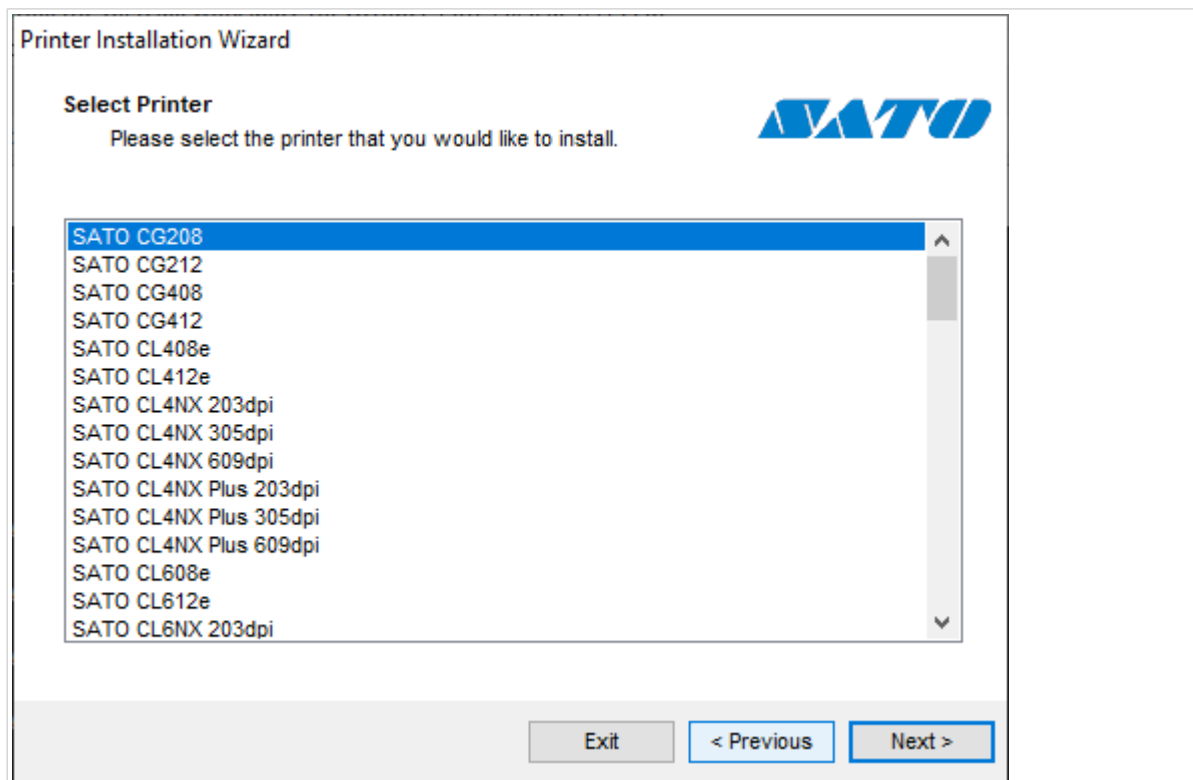 Printer Installation Wizard
Select Printer
Please select the printer that you would like to install.
SATO
SATO CG208
SATO CG212
SATO CG408
SATO CG412
SATO CL408e
SATO CL412e
SATO CL4NX 203dpi
SATO CL4NX 305dpi
SATO CL4NX 609dpi
SATO CL4NX Plus 203dpi
SATO CL4NX Plus 305dpi
SATO CL4NX Plus 609dpi
SATO CL608e
SATO CL612e
SATO CL6NX 203dpi
Exit
< Previous
Next >